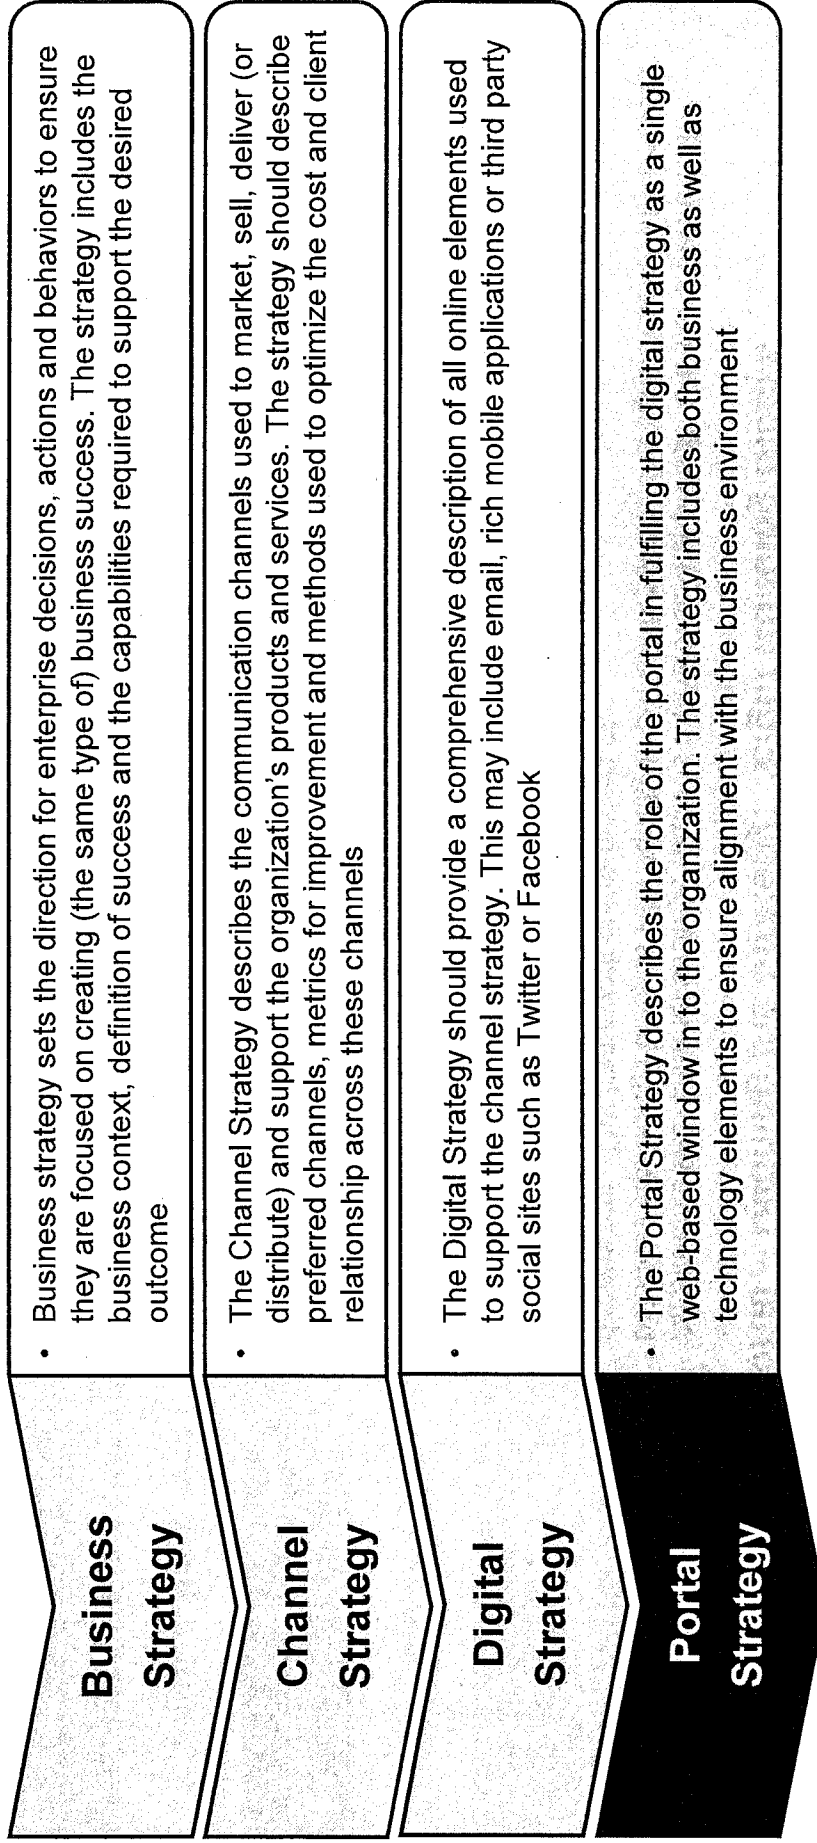 Business
Strategy
• Business strategy sets the direction for enterprise decisions, actions and behaviors to ensure
they are focused on creating (the same type of) business success. The strategy includes the
business context, definition of success and the capabilities required to support the desired
outcome
Channel
Strategy
• The Channel Strategy describes the communication channels used to market, sell, deliver (or
distribute) and support the organization's products and services. The strategy should describe
preferred channels, metrics for improvement and methods used to optimize the cost and client
relationship across these channels
Digital
Strategy
• The Digital Strategy should provide a comprehensive description of all online elements used
to support the channel strategy. This may include email, rich mobile applications or third party
social sites such as Twitter or Facebook
Portal
Strategy
• The Portal Strategy describes the role of the portal in fulfilling the digital strategy as a single
web-based window in to the organization. The strategy includes both business as well as
technology elements to ensure alignment with the business environment